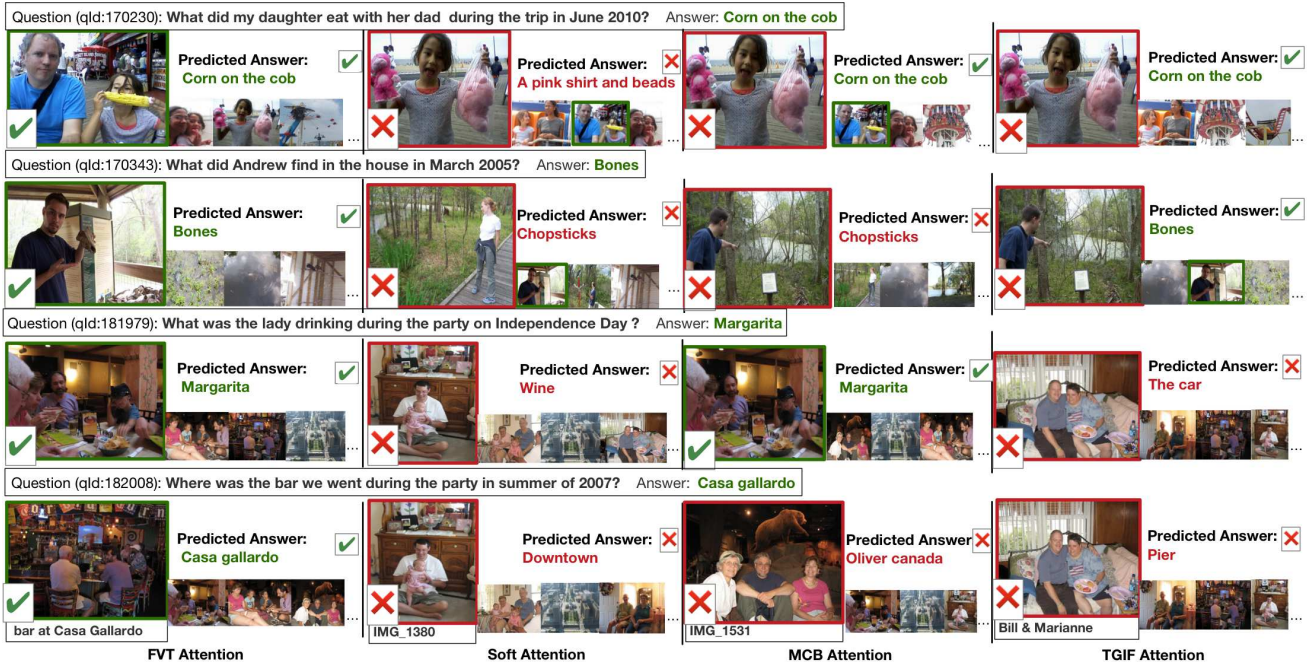 Question (qId:170230): What did my daughter eat with her dad during the trip in June 2010? Answer: Corn on the cob
Predicted Answer:
Corn on the cob
Predicted Answer:
A pink shirt and beads
Predicted Answer:
Corn on the cob
Predicted Answer:
Corn on the cob
... ... ... ...
Question (qId:170343): What did Andrew find in the house in March 2005? Answer: Bones
Predicted Answer:
Bones
Predicted Answer:
Chopsticks
Predicted Answer:
Chopsticks
Predicted Answer:
Bones
... ... ... ...
Question (qId:181979): What was the lady drinking during the party on Independence Day ? Answer: Margarita
Predicted Answer:
Margarita
Predicted Answer:
Wine
Predicted Answer:
Margarita
Predicted Answer:
The car
... ... ... ...
Question (qId:182008): Where was the bar we went during the party in summer of 2007? Answer: Casa gallardo
Predicted Answer:
Casa gallardo
Predicted Answer:
Downtown
Predicted Answer:
Oliver canada
Predicted Answer:
Pier
... ... ... ...
bar at Casa Gallardo
IMG_1380
IMG_1531
Bill & Marianne
FVT Attention
Soft Attention
MCB Attention
TGIF Attention